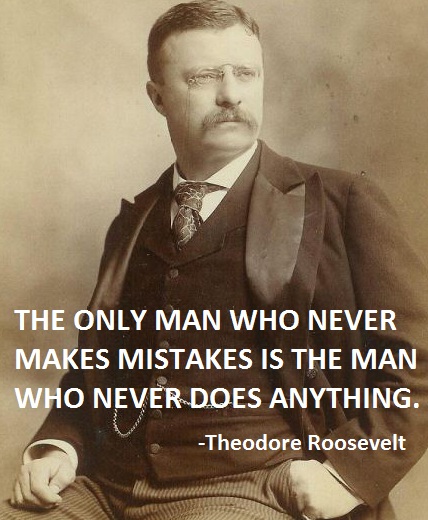 THE ONLY MAN WHO NEVER
MAKES MISTAKES IS THE MAN
WHO NEVER DOES ANYTHING.
-Theodore Roosevelt